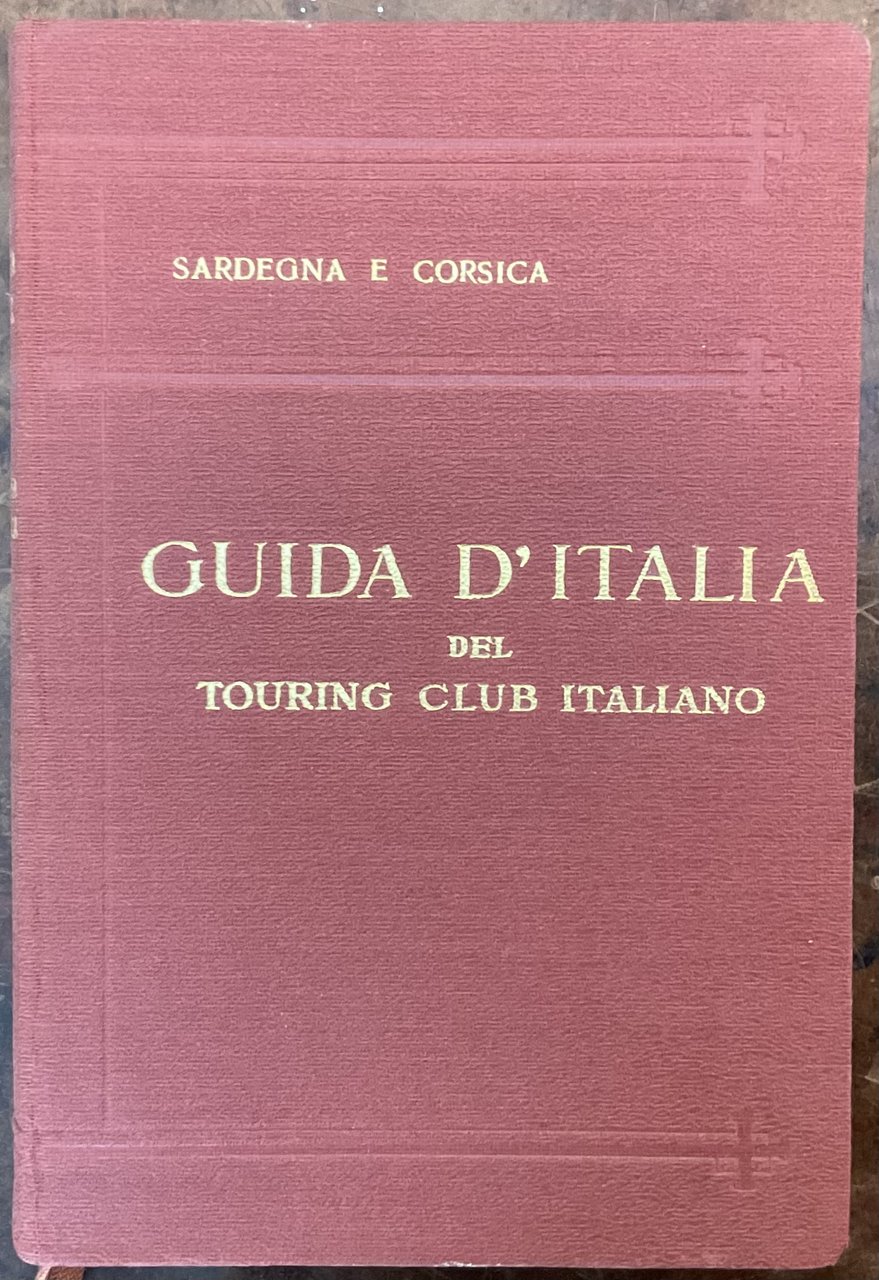 SARDEGNA E CORSICA
GUIDA D'ITALIA
DEL
TOURING CLUB ITALIANO